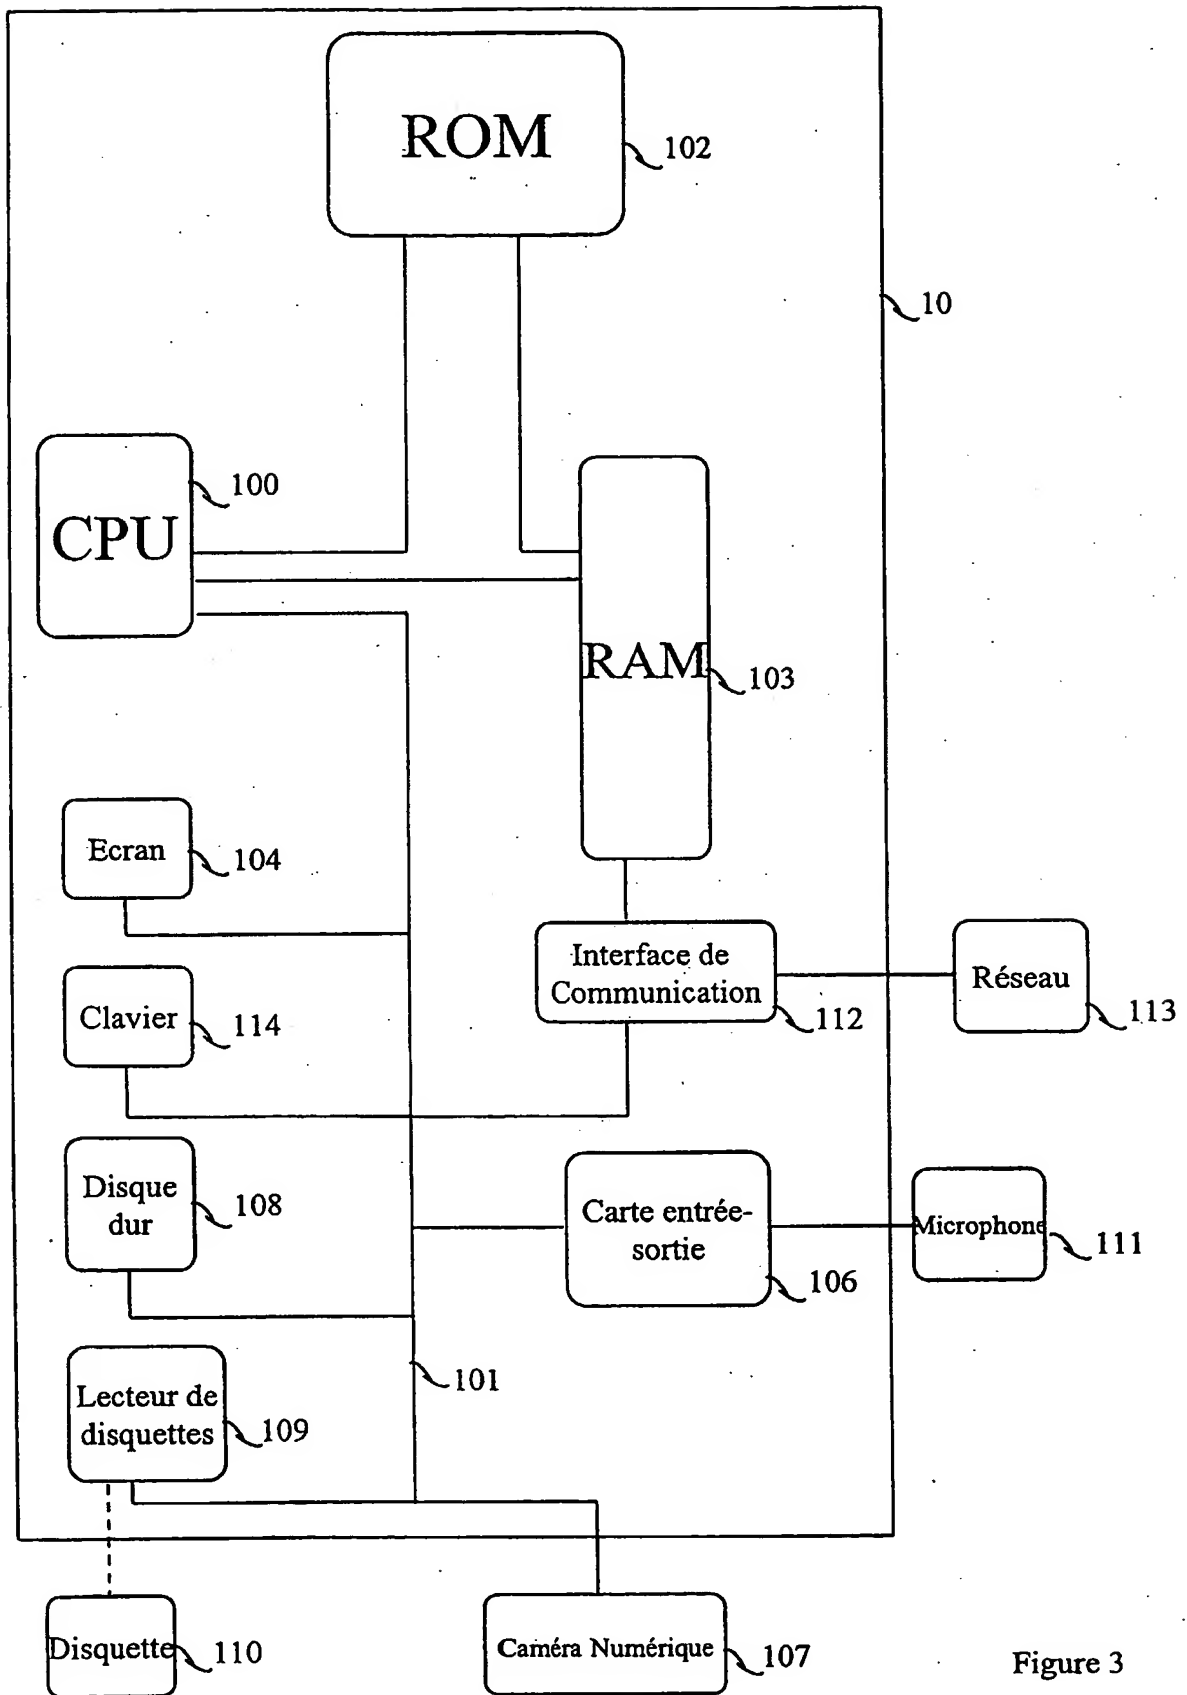 ROM
102
10
100
CPU
RAM
103
Ecran
104
Interface de
Communication
112
Réseau
113
Clavier
114
Disque
dur
108
Carte entrée-
sortie
106
Microphone
111
101
Lecteur de
disquettes
109
Disquette
110
Caméra Numérique
107
Figure 3